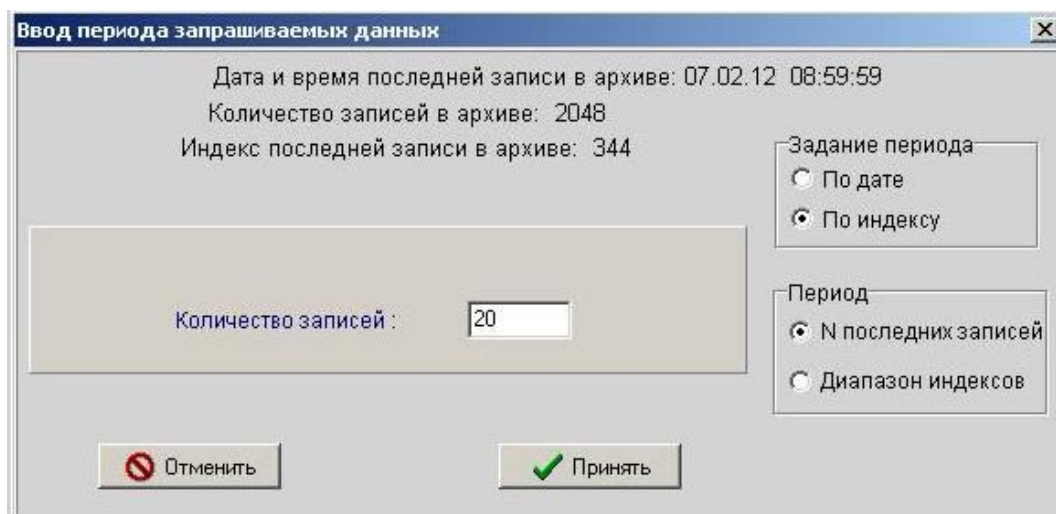 Ввод периода запрашиваемых данных
Дата и время последней записи в архиве: 07.02.12 08:59:59
Количество записей в архиве: 2048
Индекс последней записи в архиве: 344
Задание периода
По дате
По индексу
Количество записей : 20
Период
N последних записей
Диапазон индексов
Отменить
Принять